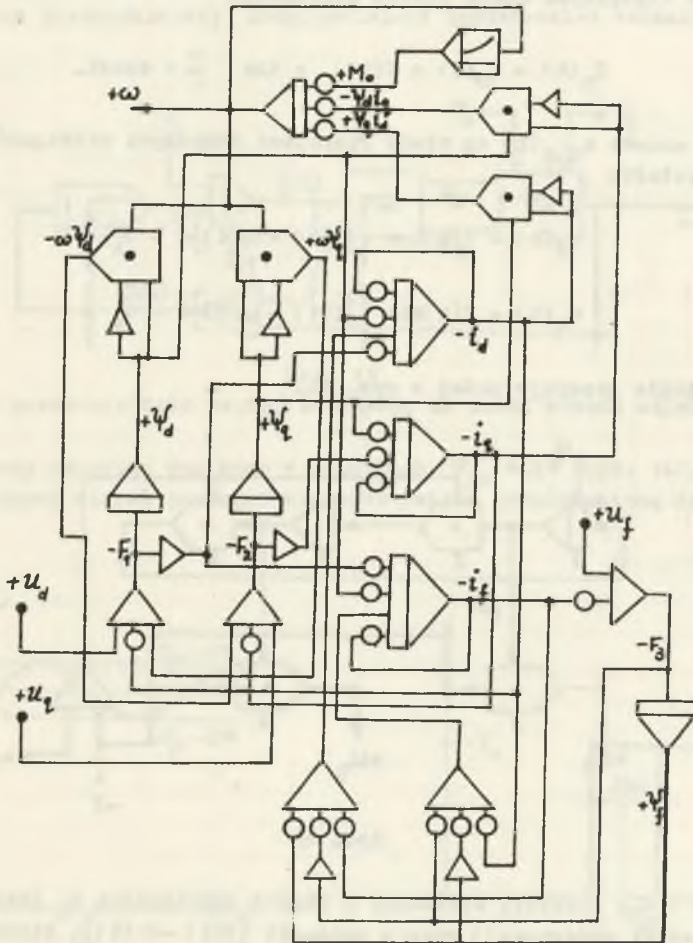 +M₀
+ω
-Ψ_d i_q
+Ψ_q i_d
-ωΨ_d
+ωΨ_q
-i_d
+Ψ_d
+Ψ_q
-i_q
+U_f
-F₁
-F₂
-i_f
+U_d
-F₃
+U_q
+Ψ_f